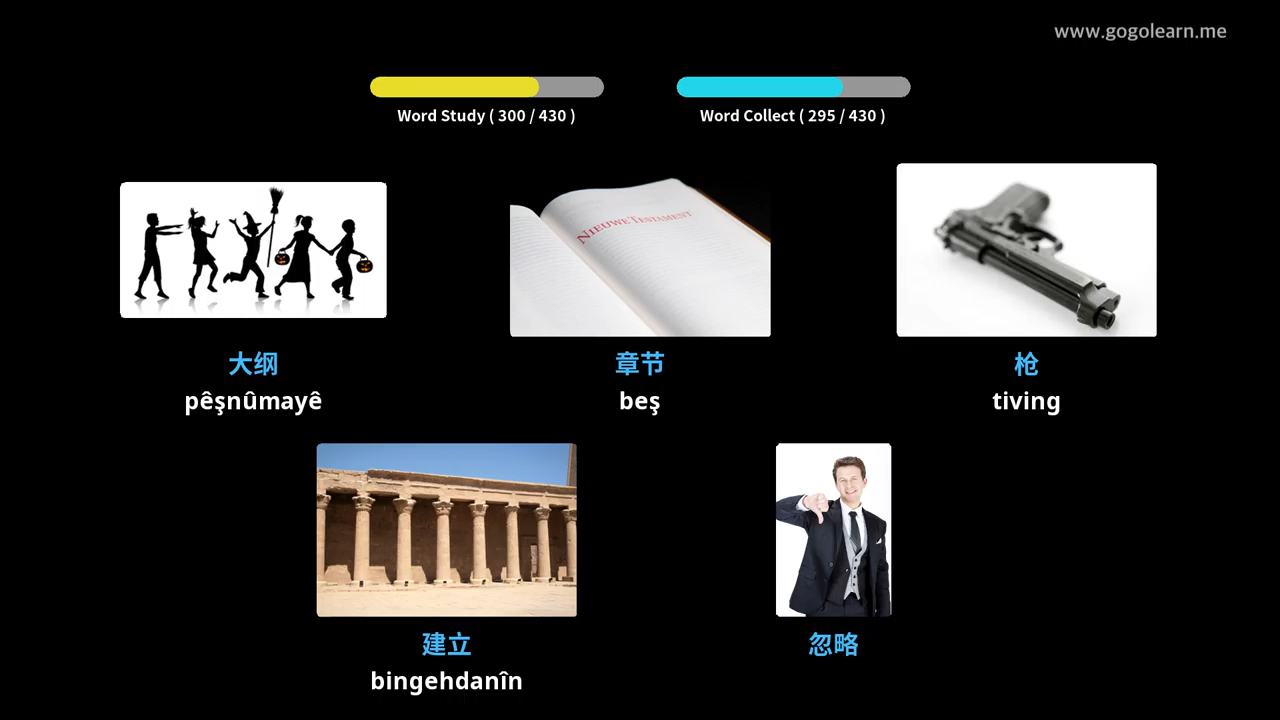 www.gogolearn.me
Word Study ( 300 / 430 )
Word Collect ( 295 / 430 )
NIEUWE TESTAMENT
大纲
章节
枪
pêşnûmayê
beş
tiving
建立
忽略
bingehdanîn